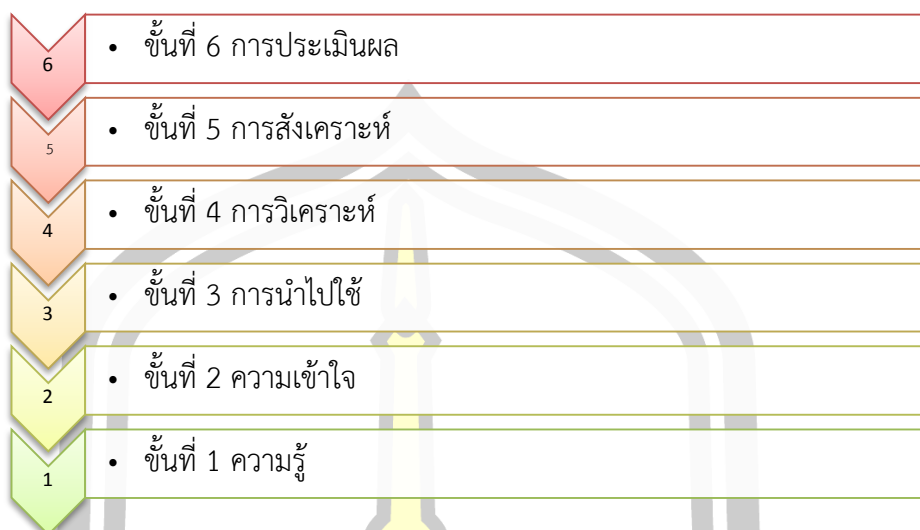 6
• ขั้นที่ 6 การประเมินผล
5
• ขั้นที่ 5 การสังเคราะห์
4
• ขั้นที่ 4 การวิเคราะห์
3
• ขั้นที่ 3 การนำไปใช้
2
• ขั้นที่ 2 ความเข้าใจ
1
• ขั้นที่ 1 ความรู้